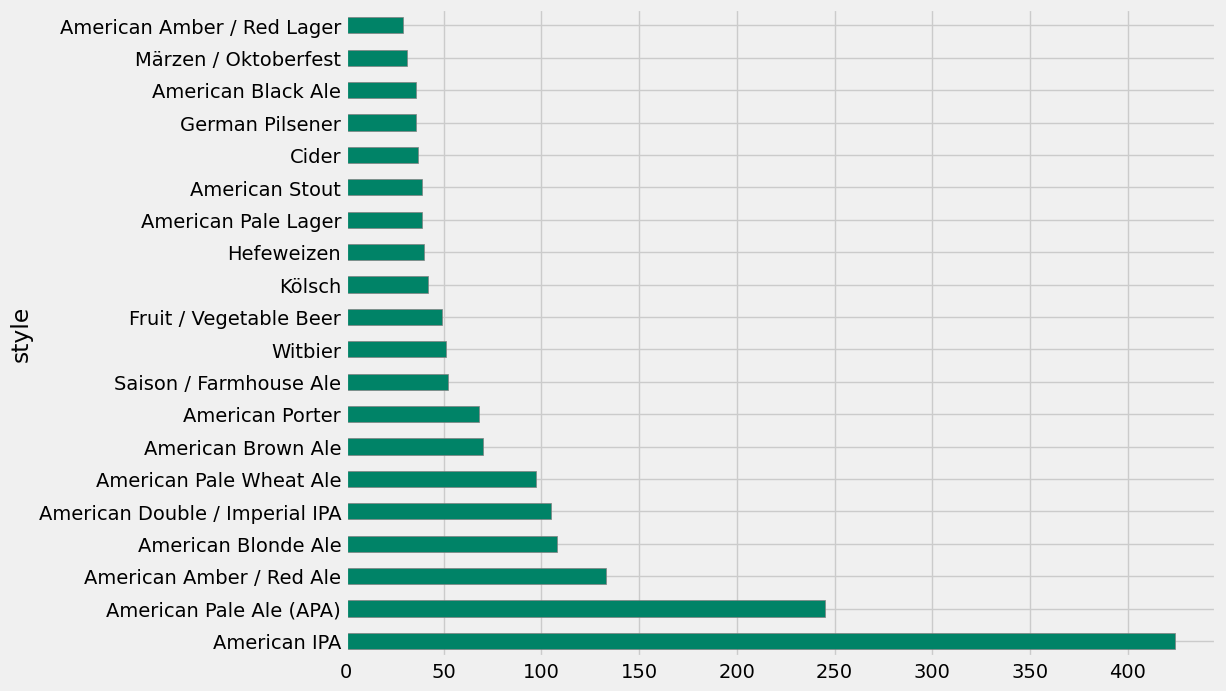 American Amber / Red Lager
Märzen / Oktoberfest
American Black Ale
German Pilsener
Cider
American Stout
American Pale Lager
Hefeweizen
Kölsch
Fruit / Vegetable Beer
Witbier
Saison / Farmhouse Ale
American Porter
American Brown Ale
American Pale Wheat Ale
American Double / Imperial IPA
American Blonde Ale
American Amber / Red Ale
American Pale Ale (APA)
American IPA
style
0 50 100 150 200 250 300 350 400